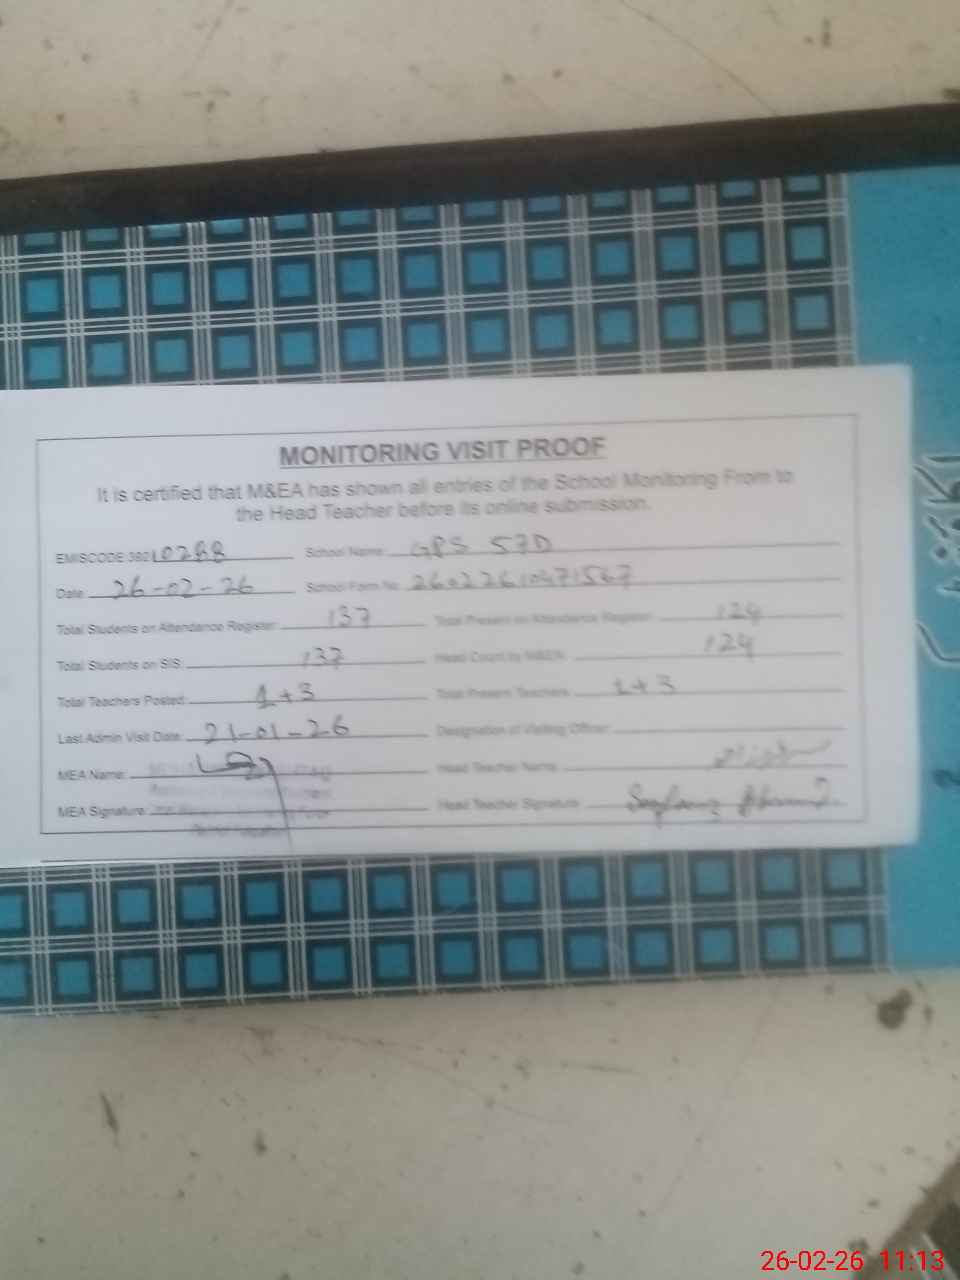 MONITORING VISIT PROOF
It is certified that M&EA has shown all entries of the School Monitoring From to
the Head Teacher before its online submission.
EMISCODE 39210288 School Name: GPS 57D
Date: 26-02-26 School Form No.
Total Students on Attendance Register: 137 Total Present on Attendance Register: 124
Total Students on SIS: 137 Head Count by M&EA: 124
Total Teachers Posted: 1+3 Total Present Teachers: 1+3
Last Admin Visit Date: 21-01-26 Designation of Visiting Officer:
MEA Name: Head Teacher Name:
MEA Signature: Head Teacher Signature:
26-02-26 11:13